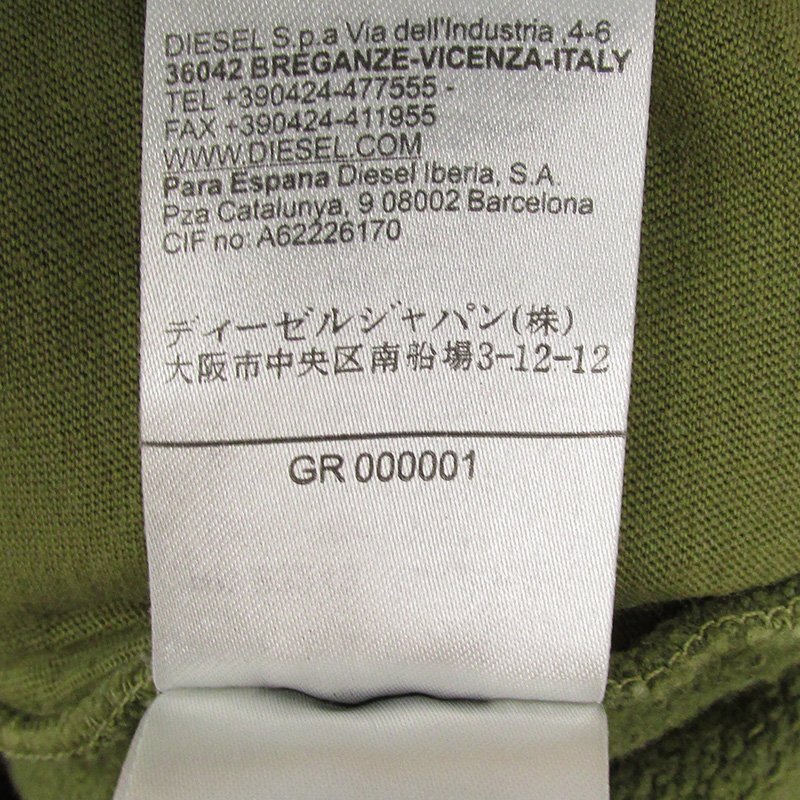 DIESEL S.p.a Via dell'Industria ,4-6
36042 BREGANZE-VICENZA-ITALY
TEL +390424-477555 -
FAX +390424-411955
WWW.DIESEL.COM
Para Espana Diesel Iberia, S.A.
Pza Catalunya, 9 08002 Barcelona
CIF no: A62226170
ディーゼルジャパン(株)
大阪市中央区南船場3-12-12
GR 000001